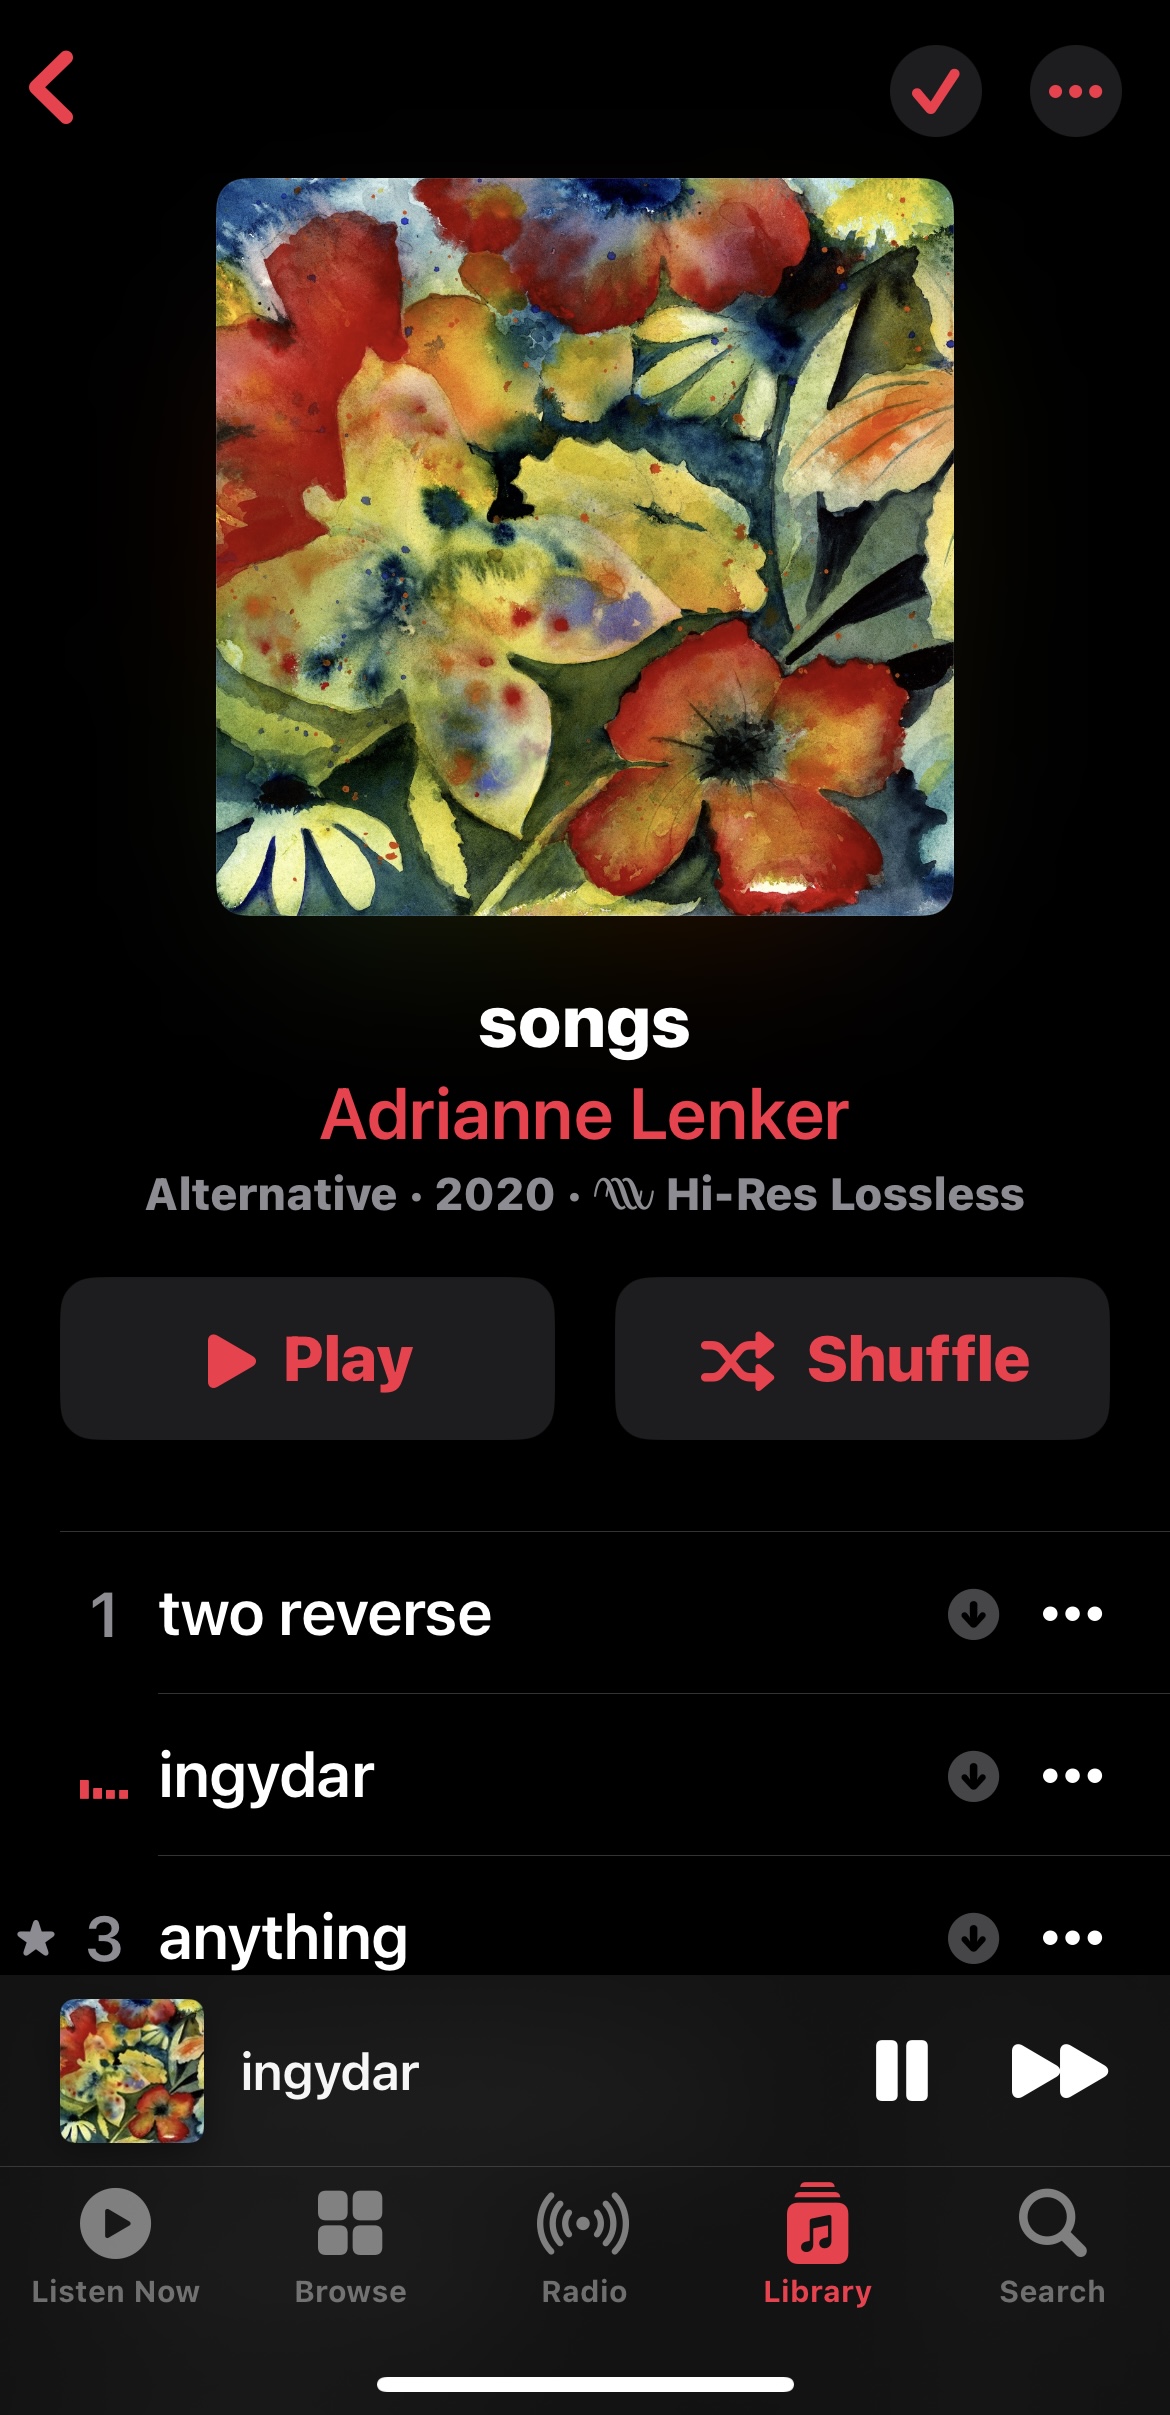 songs
Adrianne Lenker
Alternative · 2020 · Hi-Res Lossless
Play Shuffle
1 two reverse
ingydar
3 anything
ingydar
Listen Now Browse Radio Library Search